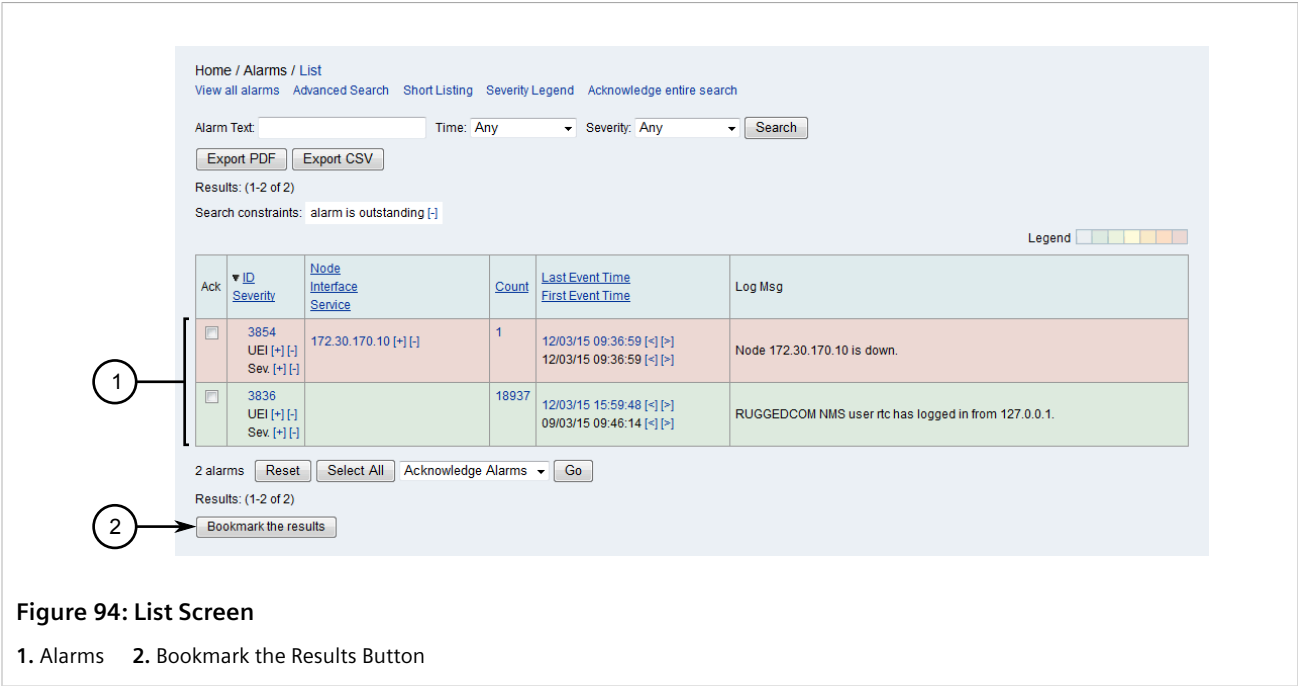 Home / Alarms / List
View all alarms Advanced Search Short Listing Severity Legend Acknowledge entire search
Alarm Text: Time: Any Severity: Any Search
Export PDF Export CSV
Results: (1-2 of 2)
Search constraints: alarm is outstanding [-]
Legend
Ack ▼ ID Severity Node Interface Service Count Last Event Time First Event Time Log Msg
3854 172.30.170.10 [+] [-] 1 12/03/15 09:36:59 [<] [>] Node 172.30.170.10 is down.
UEI [+] [-] 12/03/15 09:36:59 [<] [>]
Sev. [+] [-]
1
3836 18937 12/03/15 15:59:48 [<] [>] RUGGEDCOM NMS user rtc has logged in from 127.0.0.1.
UEI [+] [-] 09/03/15 09:46:14 [<] [>]
Sev. [+] [-]
2 alarms Reset Select All Acknowledge Alarms Go
Results: (1-2 of 2)
2 Bookmark the results
Figure 94: List Screen
1. Alarms 2. Bookmark the Results Button